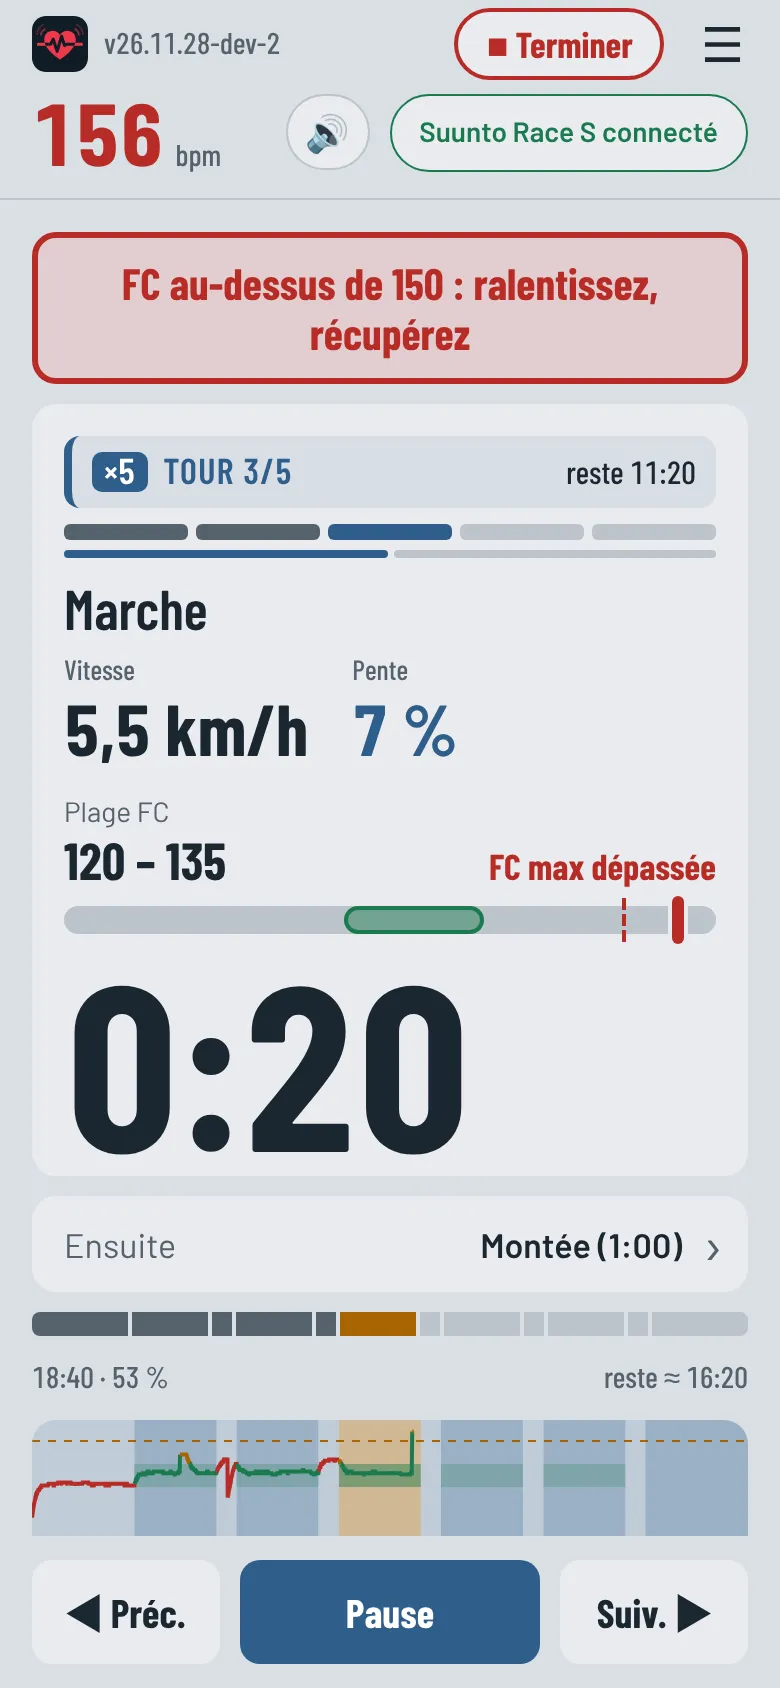 v26.11.28-dev-2
■ Terminer
☰
156 bpm
Suunto Race S connecté
FC au-dessus de 150 : ralentissez,
récupérez
×5 TOUR 3/5
reste 11:20
Marche
Vitesse
Pente
5,5 km/h
7 %
Plage FC
120 – 135
FC max dépassée
0:20
Ensuite
Montée (1:00) ›
18:40 · 53 %
reste ≈ 16:20
◀ Préc.
Pause
Suiv. ▶